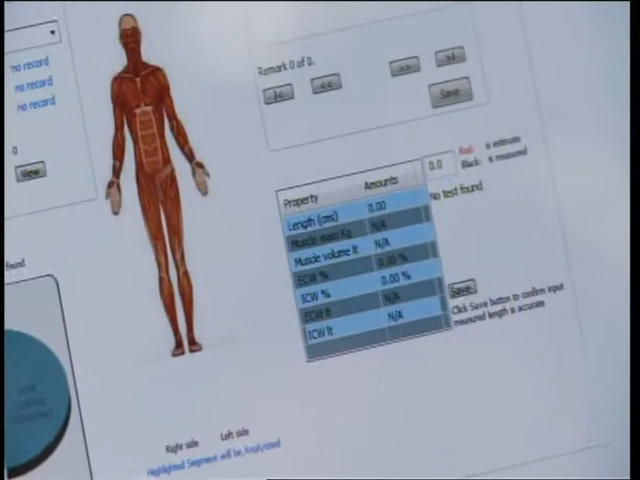 no record
no record
no record
0
View
found
Remark 0 of 0.
|<
<<
>>
>|
Save
Property Amounts
Length (cms) 0.00
Muscle mass Kg N/A
Muscle volume lt N/A
ECW % 0.00 %
ICW % 0.00 %
ECW lt N/A
ICW lt N/A
0.0
Red: is estimate
Black: is measured
No test found
Save
Click Save button to confirm input
measured length is accurate
Right side Left side
Highlighted Segment will be Analysed